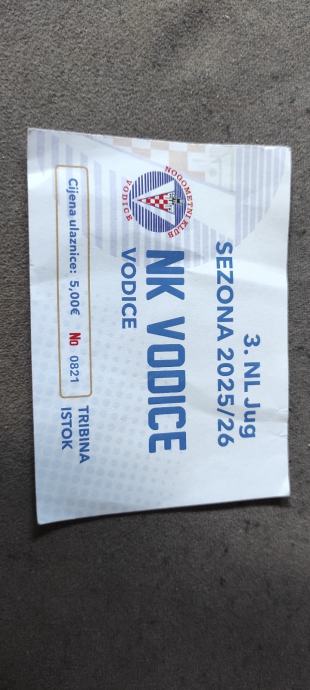 3. NL Jug
SEZONA 2025/26
NOGOMETNI KLUB
VODICE
NK VODICE
VODICE
TRIBINA
ISTOK
Cijena ulaznice: 5,00€ No 0821